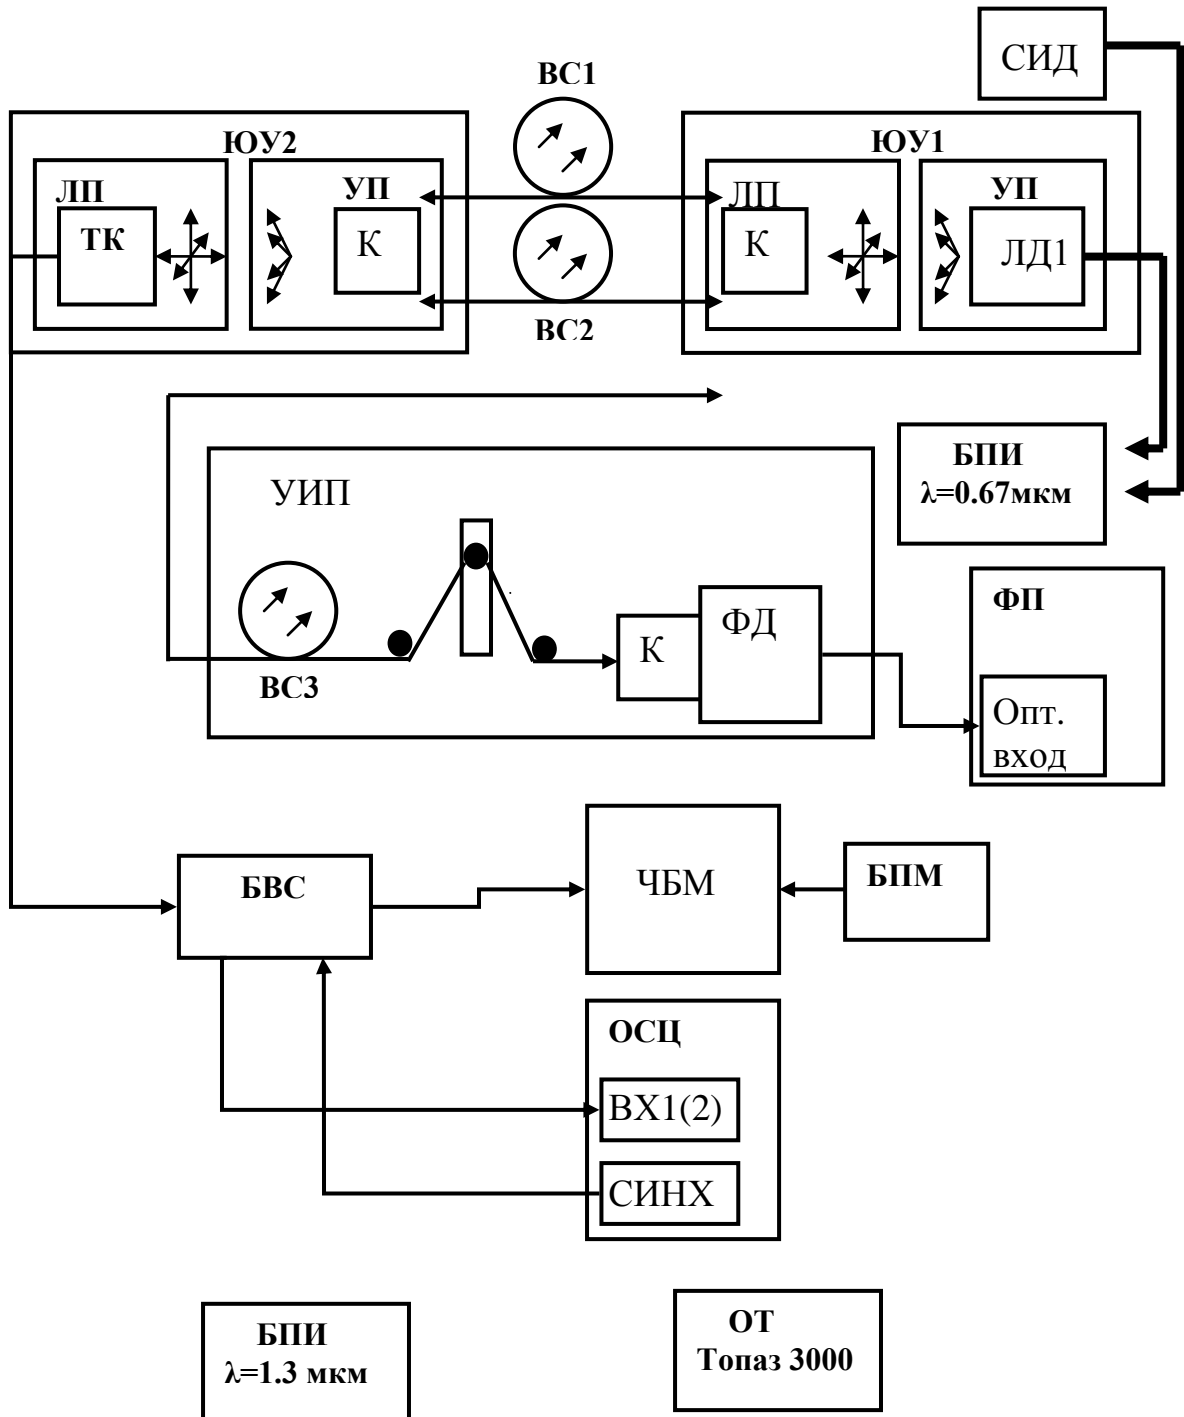 СИД
ВС1
ЮУ2
ЮУ1
ЛП
УП
ЛП
УП
ТК
К
К
ЛД1
ВС2
БПИ
λ=0.67мкм
УИП
ФП
ФД
К
ВС3
Опт.
вход
ЧБМ
БПМ
БВС
ОСЦ
ВХ1(2)
СИНХ
БПИ
λ=1.3 мкм
ОТ
Топаз 3000